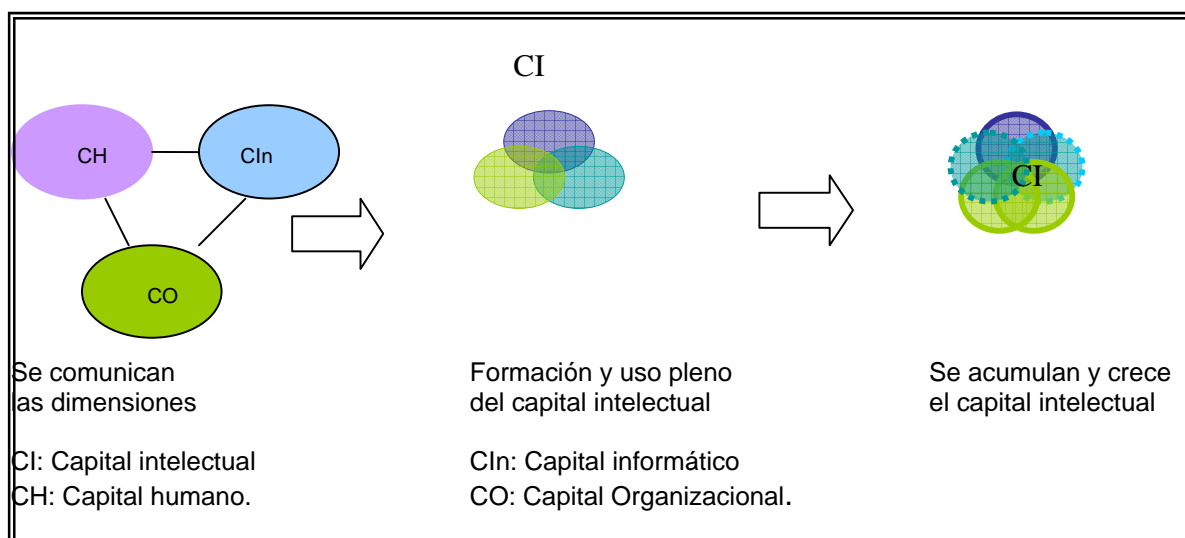 CI
CH
CIn
CI
CO
Se comunican
las dimensiones
Formación y uso pleno
del capital intelectual
Se acumulan y crece
el capital intelectual
CI: Capital intelectual
CH: Capital humano.
CIn: Capital informático
CO: Capital Organizacional.